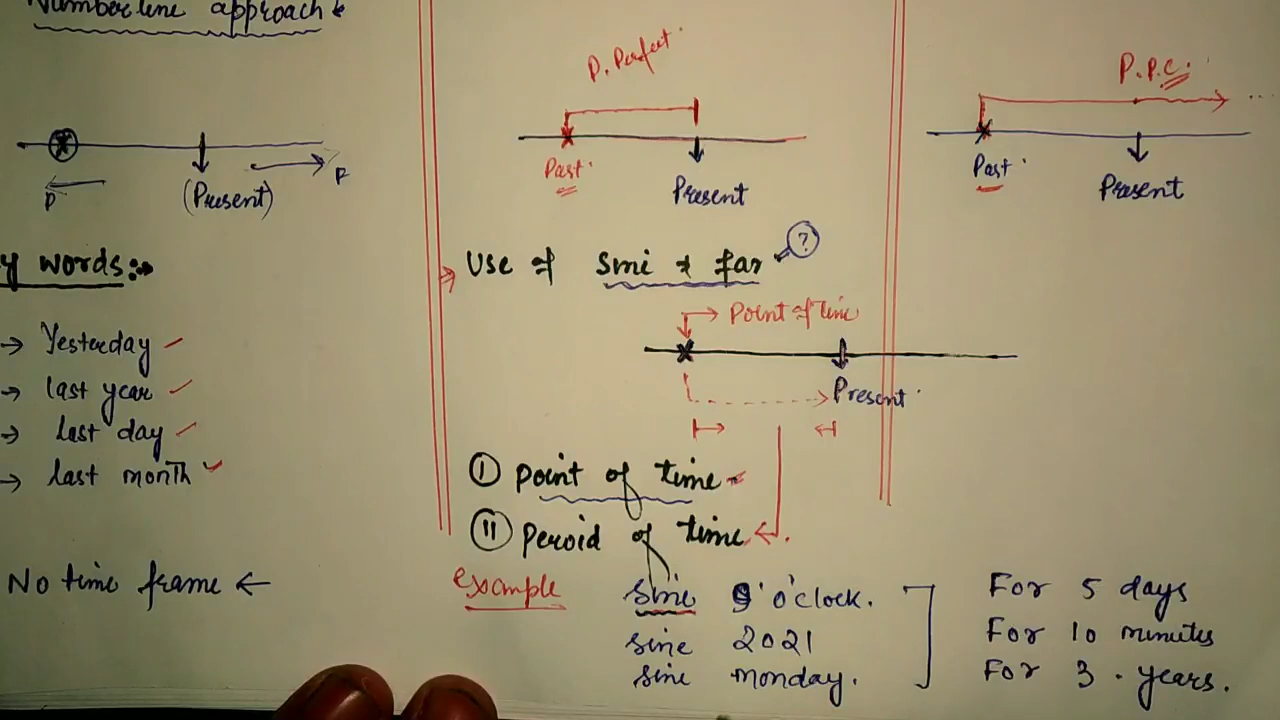 Numberline approach
(Present)
P
F
y words:
→ Yesterday
→ last year
→ last day
→ last month
No time frame ←
P. Perfect
Past
Present
Use of sine & for ?
→ Point of time
Present
I Point of time
II Peroid of time
example
sine 9 o'clock.
sine 2021
sine monday.
For 5 days
For 10 minutes
For 3 . years.
P.P.C.
Past
Present